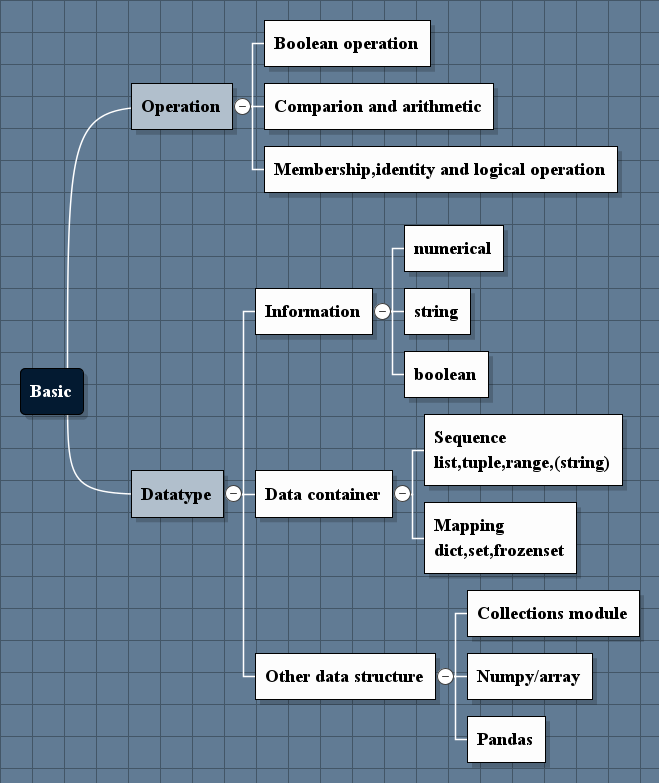 Boolean operation
Operation
Comparion and arithmetic
Membership,identity and logical operation
numerical
Information
string
boolean
Basic
Sequence
list,tuple,range,(string)
Datatype
Data container
Mapping
dict,set,frozenset
Collections module
Other data structure
Numpy/array
Pandas